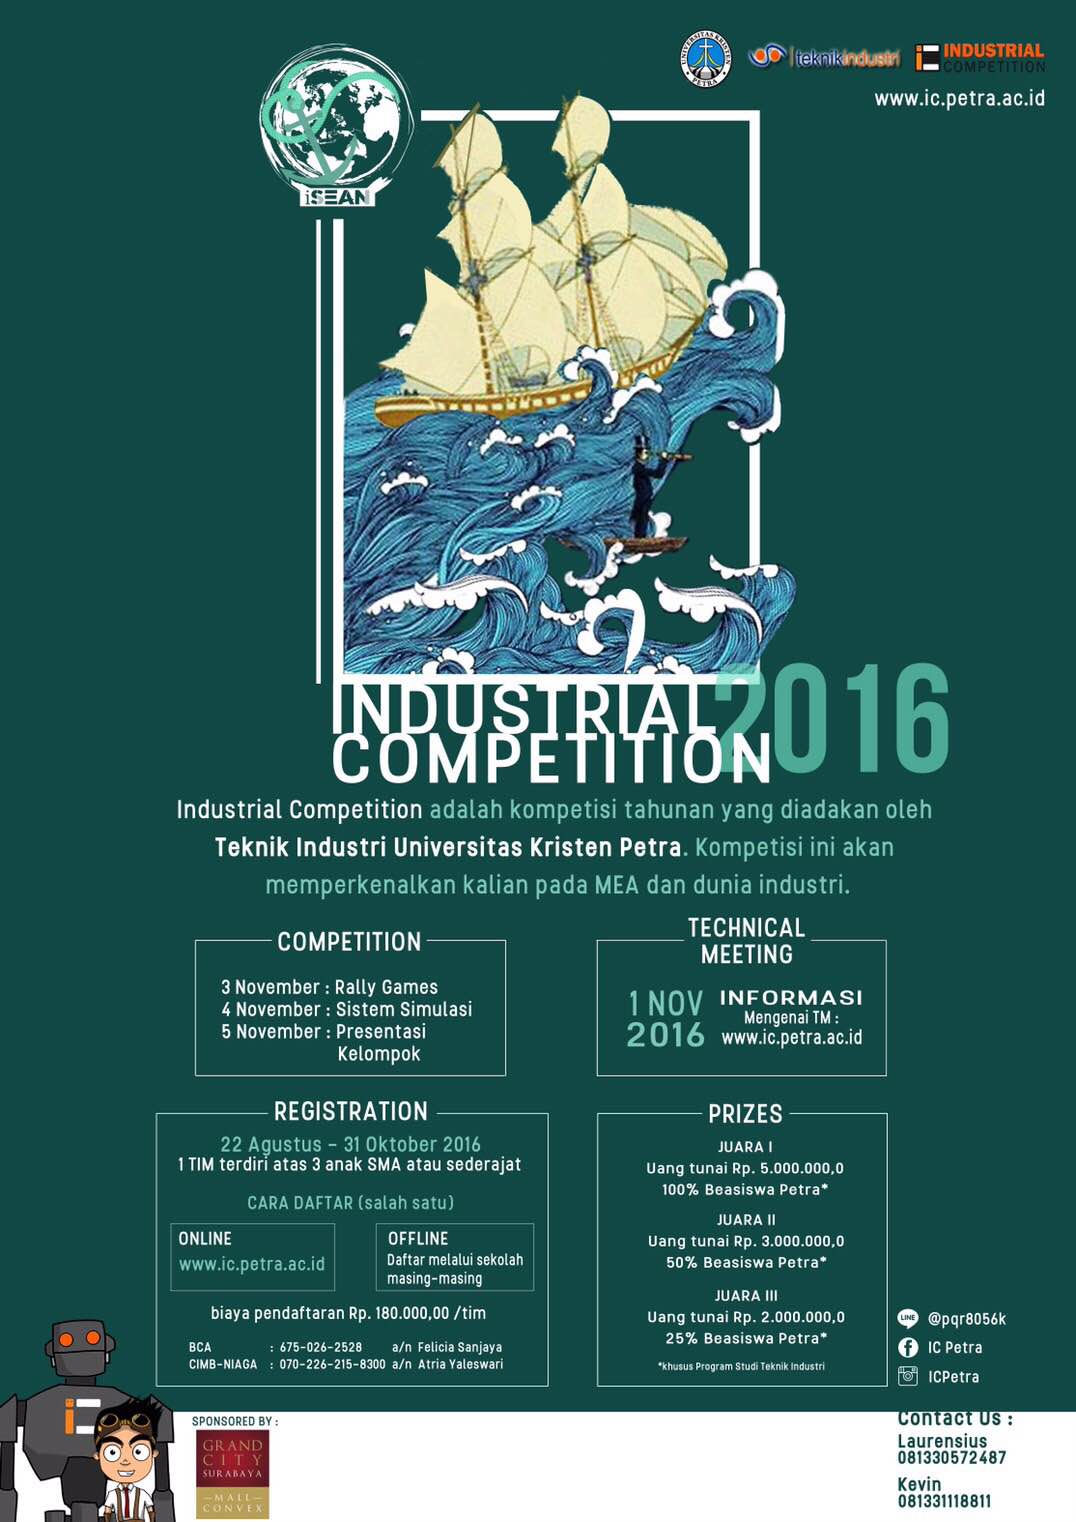 UNIVERSITAS KRISTEN
PETRA
teknikindustri
INDUSTRIAL
COMPETITION
www.ic.petra.ac.id
iSEAN
INDUSTRIAL
COMPETITION
2016
Industrial Competition adalah kompetisi tahunan yang diadakan oleh
Teknik Industri Universitas Kristen Petra. Kompetisi ini akan
memperkenalkan kalian pada MEA dan dunia industri.
COMPETITION
3 November : Rally Games
4 November : Sistem Simulasi
5 November : Presentasi
Kelompok
TECHNICAL
MEETING
1 NOV
2016
INFORMASI
Mengenai TM :
www.ic.petra.ac.id
REGISTRATION
22 Agustus - 31 Oktober 2016
1 TIM terdiri atas 3 anak SMA atau sederajat
CARA DAFTAR (salah satu)
ONLINE
www.ic.petra.ac.id
OFFLINE
Daftar melalui sekolah
masing-masing
biaya pendaftaran Rp. 180.000,00 /tim
BCA : 675-026-2528 a/n Felicia Sanjaya
CIMB-NIAGA : 070-226-215-8300 a/n Atria Yaleswari
PRIZES
JUARA I
Uang tunai Rp. 5.000.000,0
100% Beasiswa Petra*
JUARA II
Uang tunai Rp. 3.000.000,0
50% Beasiswa Petra*
JUARA III
Uang tunai Rp. 2.000.000,0
25% Beasiswa Petra*
*khusus Program Studi Teknik Industri
LINE @pqr8056k
IC Petra
ICPetra
iC
SPONSORED BY :
GRAND
CITY
SURABAYA
MALL
CONVEX
Contact Us :
Laurensius
081330572487
Kevin
081331118811